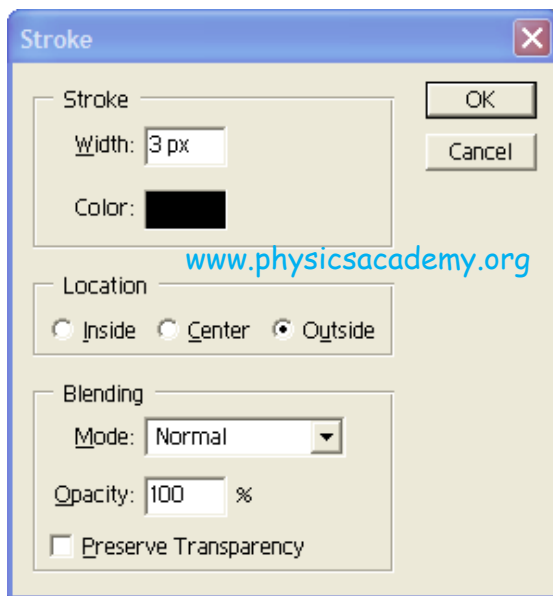 Stroke
Stroke
Width: 3 px
Color:
OK
Cancel
www.physicsacademy.org
Location
Inside Center Outside
Blending
Mode: Normal
Opacity: 100 %
Preserve Transparency